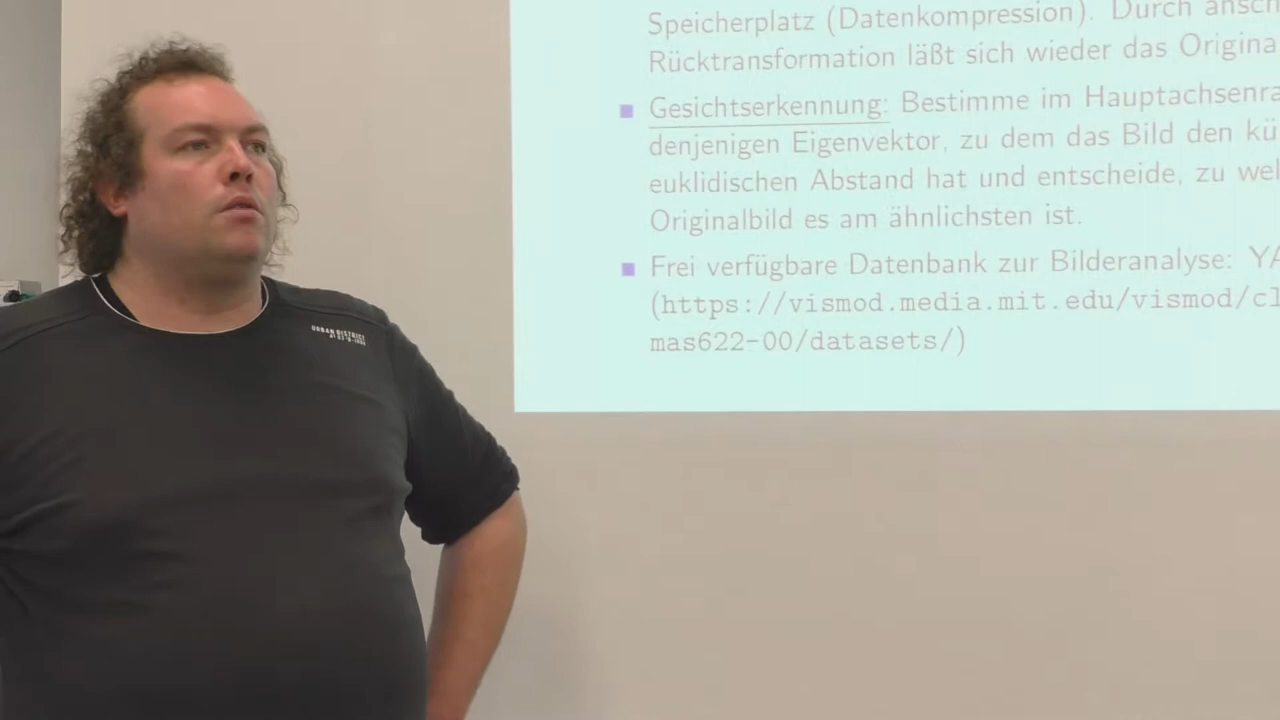 Speicherplatz (Datenkompression). Durch ansch
Rücktransformation läßt sich wieder das Origina
Gesichtserkennung: Bestimme im Hauptachsenra
denjenigen Eigenvektor, zu dem das Bild den kü
euklidischen Abstand hat und entscheide, zu wel
Originalbild es am ähnlichsten ist.
Frei verfügbare Datenbank zur Bilderanalyse: YA
(https://vismod.media.mit.edu/vismod/cl
mas622-00/datasets/)
URBAN DISTRICT